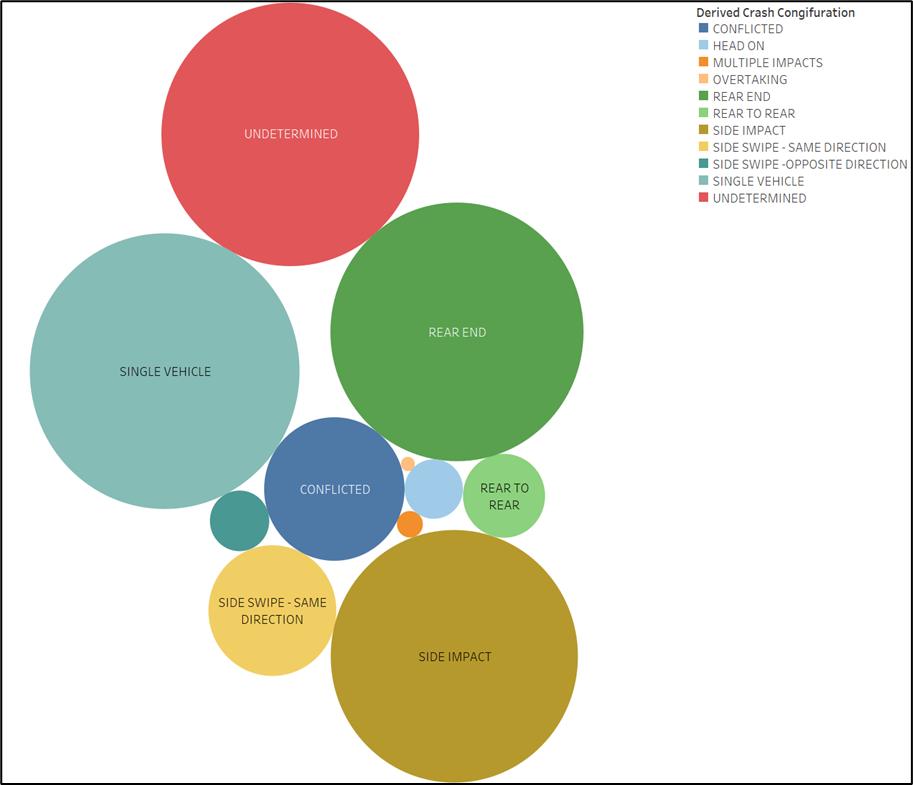 Derived Crash Congifuration
CONFLICTED
HEAD ON
MULTIPLE IMPACTS
OVERTAKING
REAR END
REAR TO REAR
SIDE IMPACT
SIDE SWIPE - SAME DIRECTION
SIDE SWIPE -OPPOSITE DIRECTION
SINGLE VEHICLE
UNDETERMINED
UNDETERMINED
REAR END
SINGLE VEHICLE
CONFLICTED
REAR TO
REAR
SIDE SWIPE - SAME
DIRECTION
SIDE IMPACT